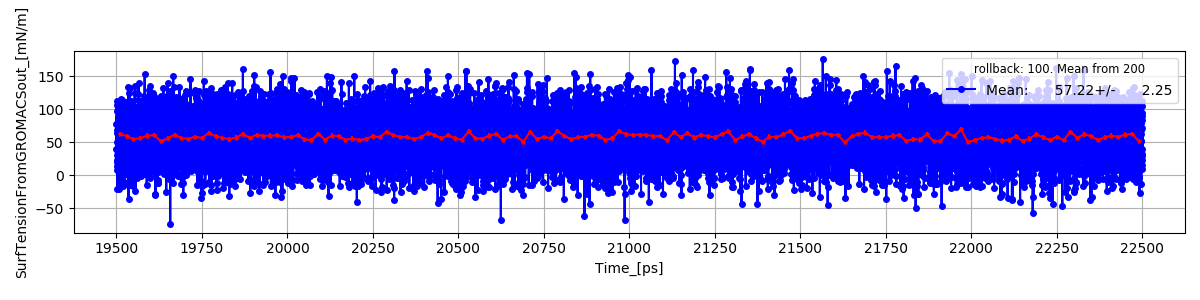 SurfTensionFromGROMACSout_[mN/m]
150
100
50
0
−50
rollback: 100. Mean from 200
Mean: 57.22+/- 2.25
19500 19750 20000 20250 20500 20750 21000 21250 21500 21750 22000 22250 22500
Time_[ps]